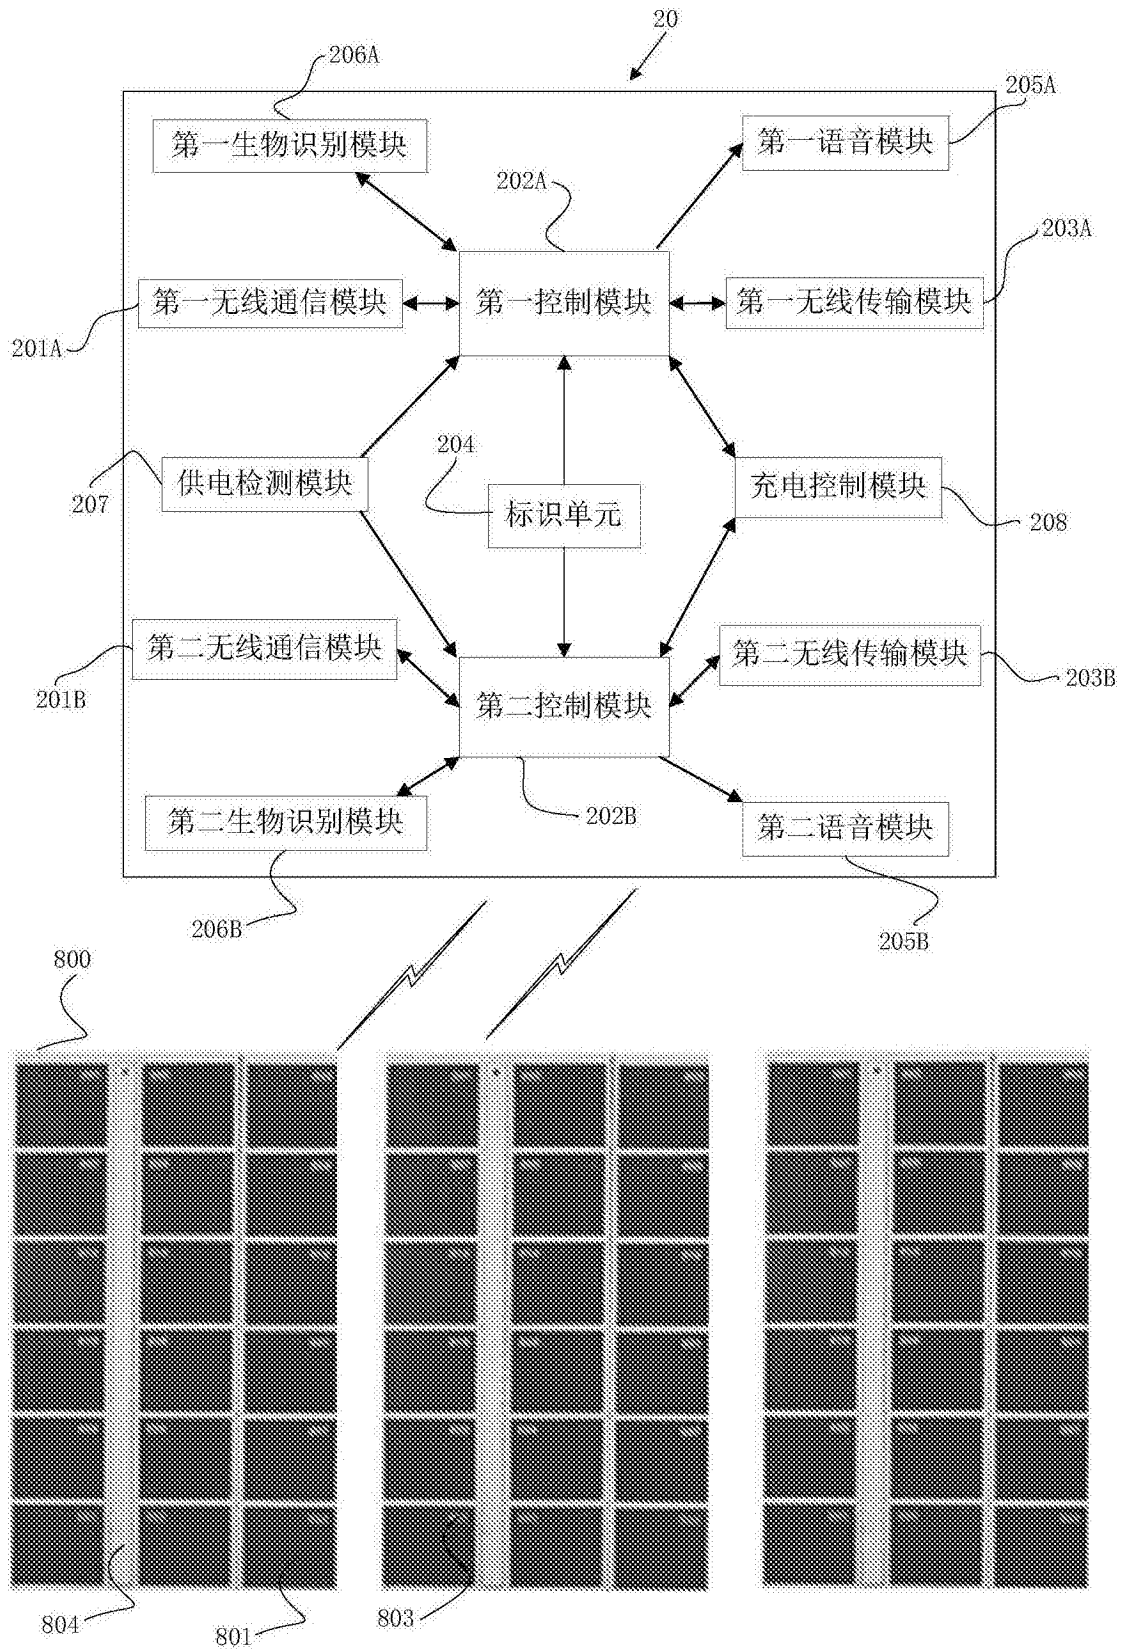 20
206A
205A
第一生物识别模块
第一语音模块
202A
203A
第一无线通信模块
第一控制模块
第一无线传输模块
201A
204
供电检测模块
标识单元
充电控制模块
207
208
第二无线通信模块
第二无线传输模块
201B
第二控制模块
203B
第二生物识别模块
202B
第二语音模块
206B
205B
800
804
801
803